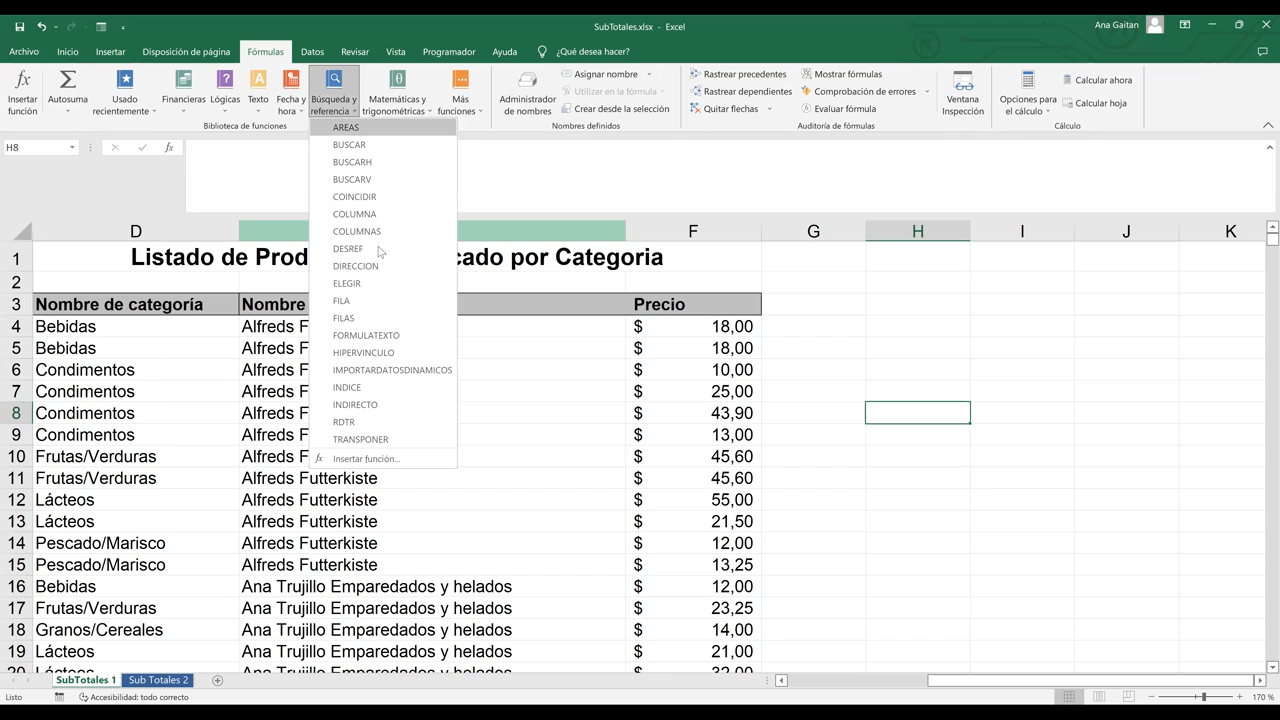 SubTotales.xlsx - Excel
Ana Gaitan
Archivo Inicio Insertar Disposición de página Fórmulas Datos Revisar Vista Programador Ayuda ¿Qué desea hacer?
Insertar función
Autosuma
Usado recientemente
Financieras
Lógicas
Texto
Fecha y hora
Búsqueda y referencia
Matemáticas y trigonométricas
Más funciones
Biblioteca de funciones
Administrador de nombres
Asignar nombre
Utilizar en la fórmula
Crear desde la selección
Nombres definidos
Rastrear precedentes
Rastrear dependientes
Quitar flechas
Mostrar fórmulas
Comprobación de errores
Evaluar fórmula
Auditoría de fórmulas
Ventana Inspección
Opciones para el cálculo
Calcular ahora
Calcular hoja
Cálculo
H8
fx
AREAS
BUSCAR
BUSCARH
BUSCARV
COINCIDIR
COLUMNA
COLUMNAS
DESREF
DIRECCION
ELEGIR
FILA
FILAS
FORMULATEXTO
HIPERVINCULO
IMPORTARDATOSDINAMICOS
INDICE
INDIRECTO
RDTR
TRANSPONER
fx Insertar función...
D F G H I J K
1 Listado de Prod cado por Categoria
2
3 Nombre de categoría Nombre Precio
4 Bebidas Alfreds F $ 18,00
5 Bebidas Alfreds F $ 18,00
6 Condimentos Alfreds F $ 10,00
7 Condimentos Alfreds F $ 25,00
8 Condimentos Alfreds F $ 43,90
9 Condimentos Alfreds F $ 13,00
10 Frutas/Verduras Alfreds F $ 45,60
11 Frutas/Verduras Alfreds Futterkiste $ 45,60
12 Lácteos Alfreds Futterkiste $ 55,00
13 Lácteos Alfreds Futterkiste $ 21,50
14 Pescado/Marisco Alfreds Futterkiste $ 12,00
15 Pescado/Marisco Alfreds Futterkiste $ 13,25
16 Bebidas Ana Trujillo Emparedados y helados $ 12,00
17 Frutas/Verduras Ana Trujillo Emparedados y helados $ 23,25
18 Granos/Cereales Ana Trujillo Emparedados y helados $ 14,00
19 Lácteos Ana Trujillo Emparedados y helados $ 21,00
20 Lácteos Ana Trujillo Emparedados y helados $ 32,00
SubTotales 1 Sub Totales 2
Listo Accesibilidad: todo correcto 170 %